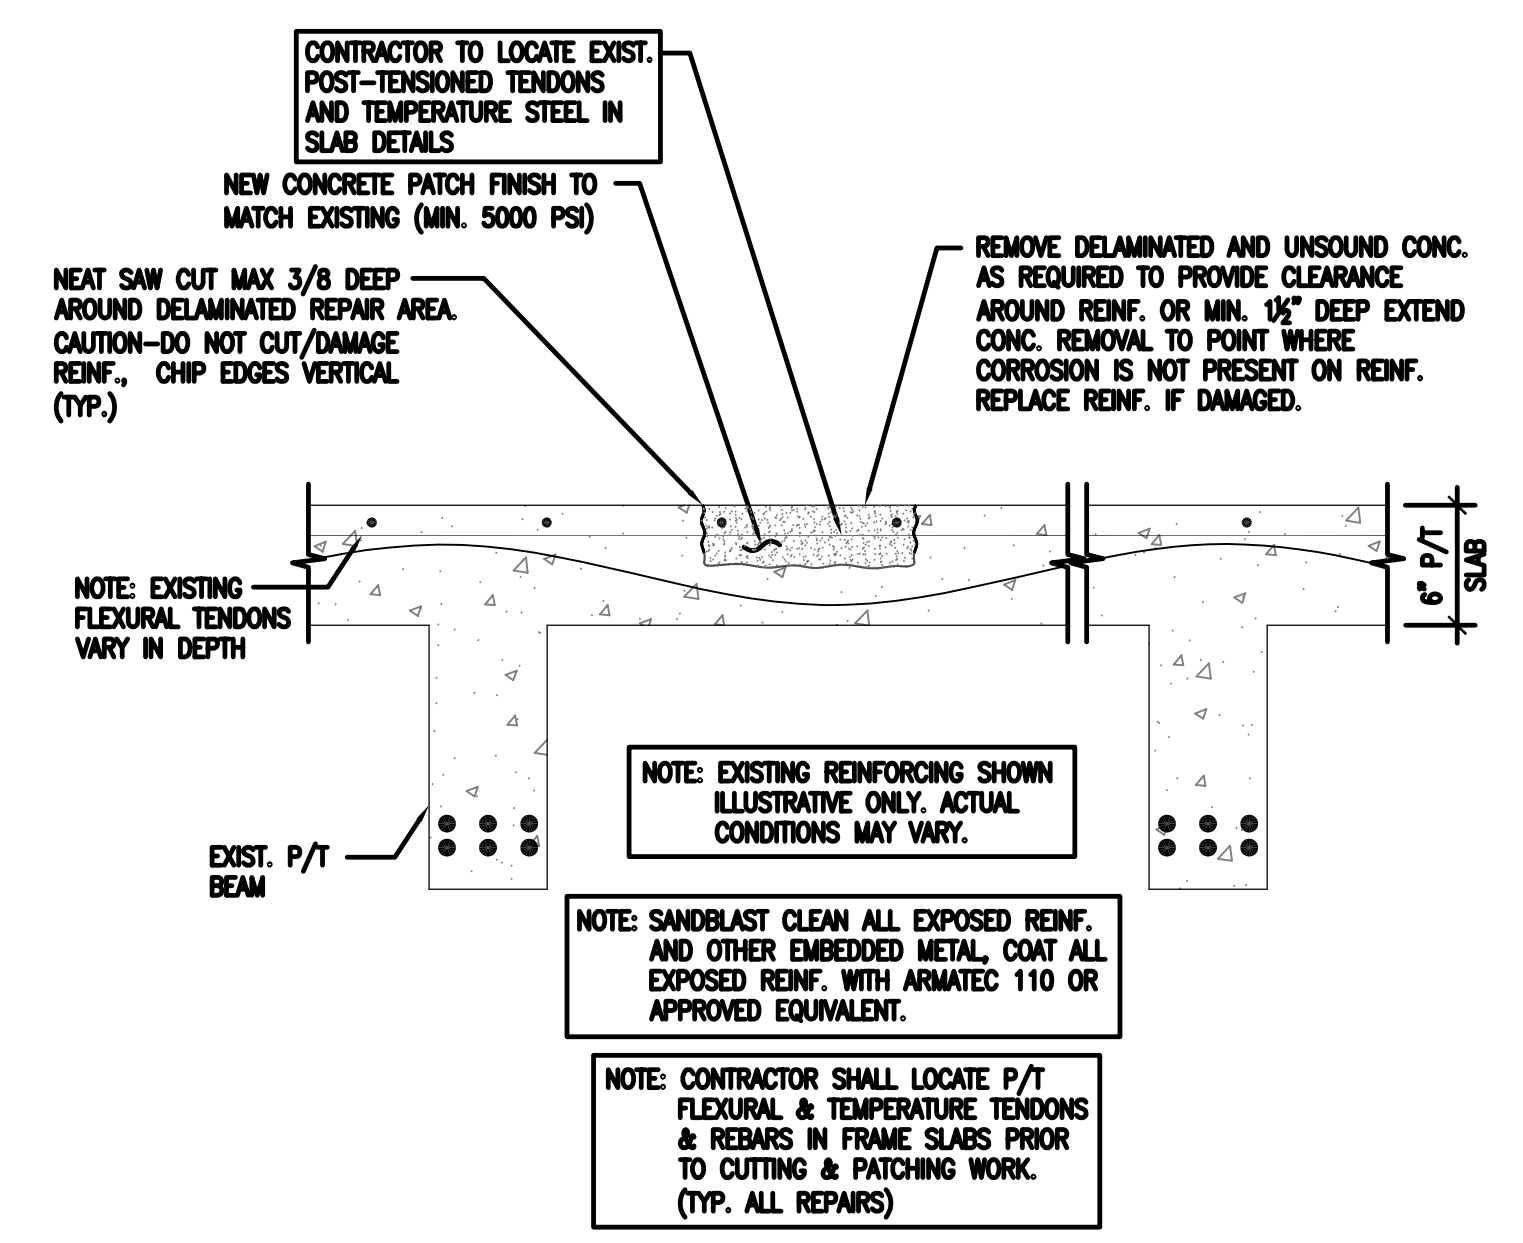 CONTRACTOR TO LOCATE EXIST.
POST-TENSIONED TENDONS
AND TEMPERATURE STEEL IN
SLAB DETAILS
NEW CONCRETE PATCH FINISH TO
MATCH EXISTING (MIN. 5000 PSI)
NEAT SAW CUT MAX 3/8 DEEP
AROUND DELAMINATED REPAIR AREA.
CAUTION-DO NOT CUT/DAMAGE
REINF., CHIP EDGES VERTICAL
(TYP.)
REMOVE DELAMINATED AND UNSOUND CONC.
AS REQUIRED TO PROVIDE CLEARANCE
AROUND REINF. OR MIN. 1½" DEEP EXTEND
CONC. REMOVAL TO POINT WHERE
CORROSION IS NOT PRESENT ON REINF.
REPLACE REINF. IF DAMAGED.
NOTE: EXISTING
FLEXURAL TENDONS
VARY IN DEPTH
6" P/T
SLAB
EXIST. P/T
BEAM
NOTE: EXISTING REINFORCING SHOWN
ILLUSTRATIVE ONLY. ACTUAL
CONDITIONS MAY VARY.
NOTE: SANDBLAST CLEAN ALL EXPOSED REINF.
AND OTHER EMBEDDED METAL, COAT ALL
EXPOSED REINF. WITH ARMATEC 110 OR
APPROVED EQUIVALENT.
NOTE: CONTRACTOR SHALL LOCATE P/T
FLEXURAL & TEMPERATURE TENDONS
& REBARS IN FRAME SLABS PRIOR
TO CUTTING & PATCHING WORK.
(TYP. ALL REPAIRS)